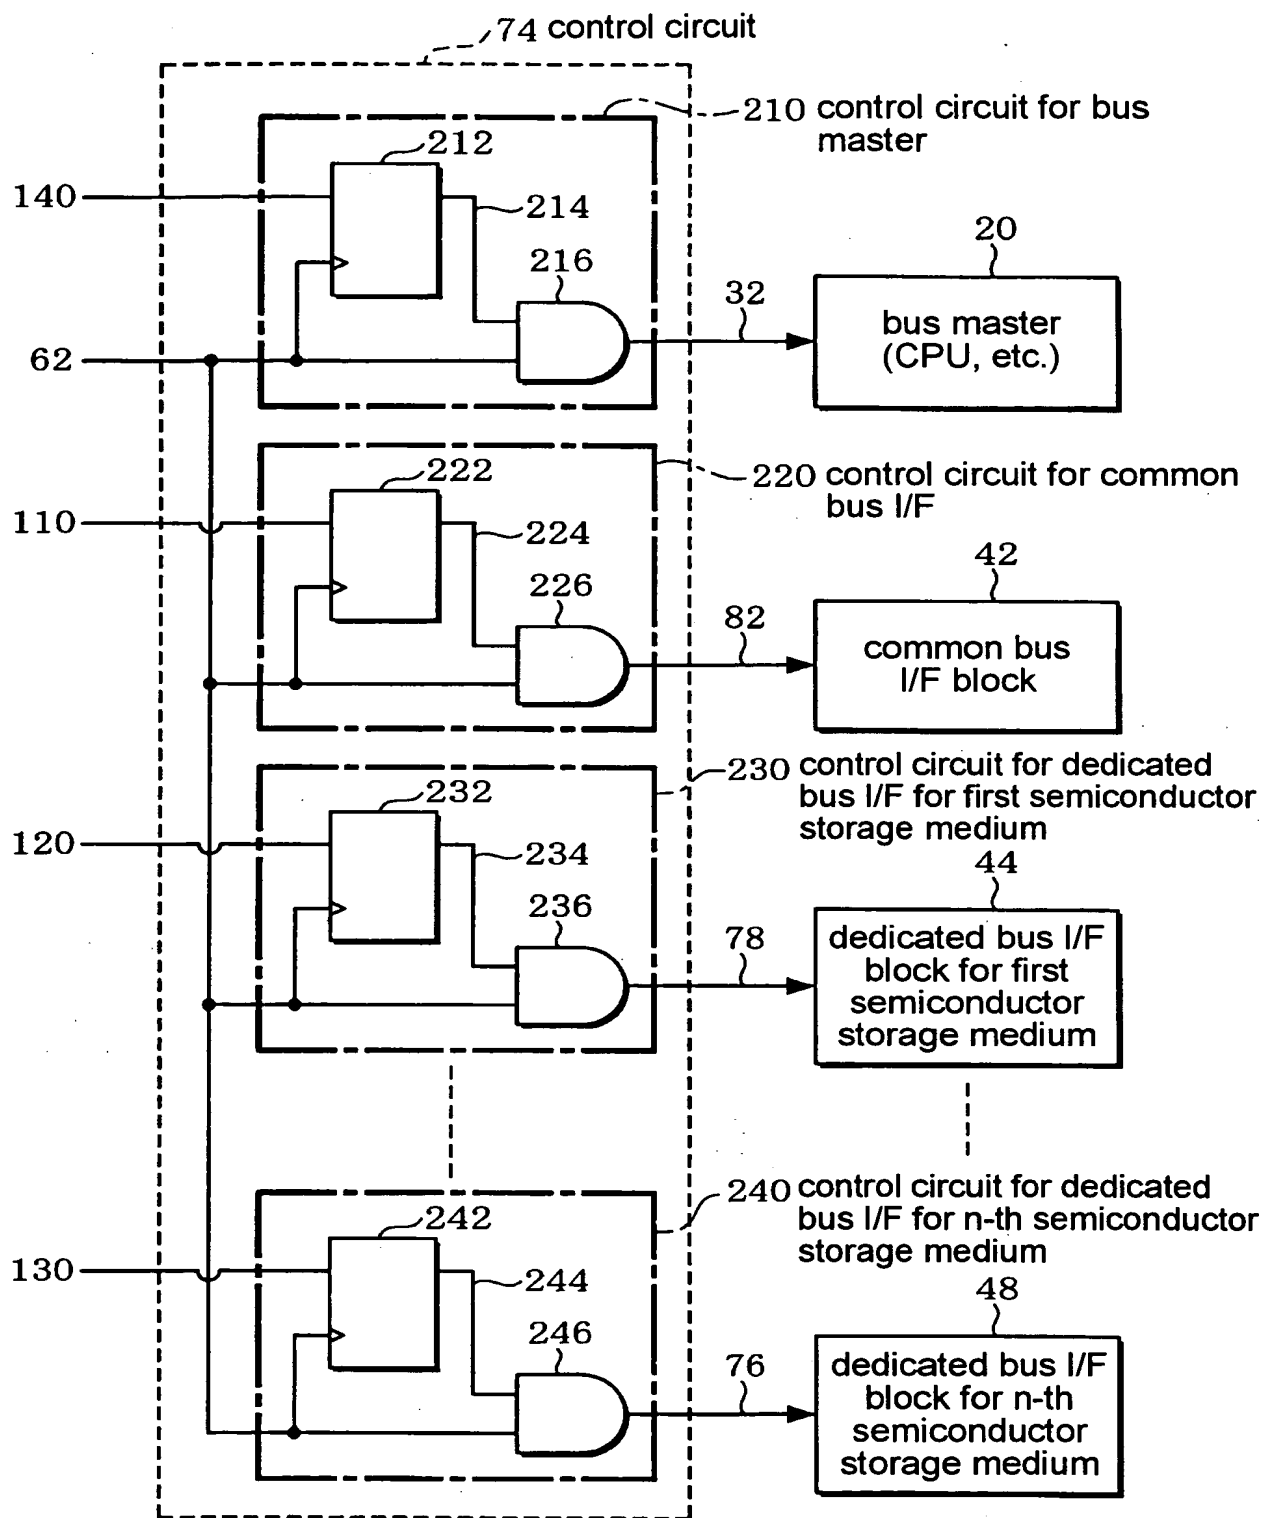 74 control circuit
210 control circuit for bus
master
212
140
214
20
216
32
bus master
(CPU, etc.)
62
222
220 control circuit for common
bus I/F
110
224
42
226
82
common bus
I/F block
230 control circuit for dedicated
bus I/F for first semiconductor
storage medium
232
120
234
44
236
78
dedicated bus I/F
block for first
semiconductor
storage medium
240 control circuit for dedicated
bus I/F for n-th semiconductor
storage medium
242
130
244
48
246
76
dedicated bus I/F
block for n-th
semiconductor
storage medium